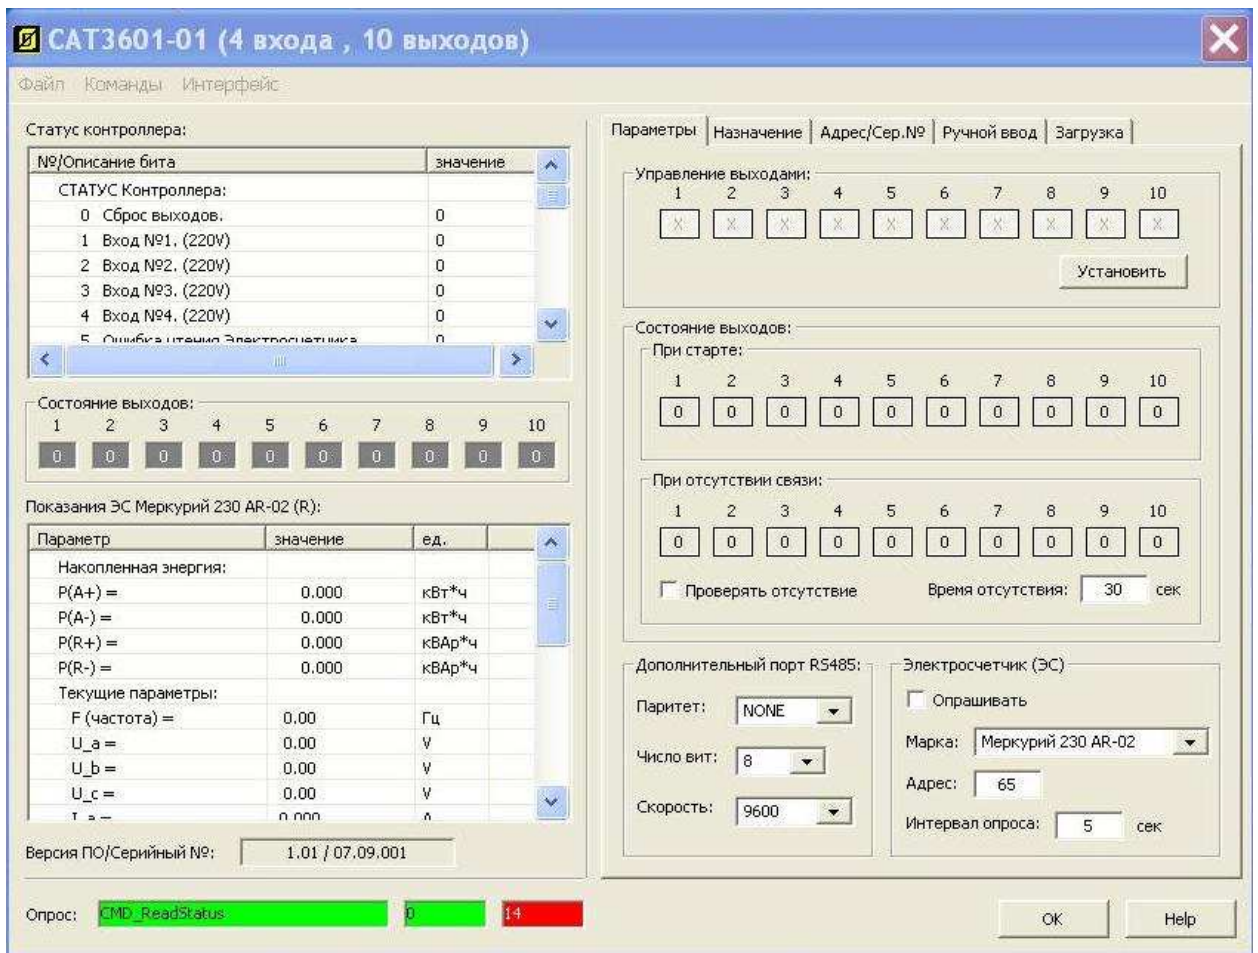 САТ3601-01 (4 входа , 10 выходов)
Файл Команды Интерфейс
Статус контроллера:
№/Описание бита значение
СТАТУС Контроллера:
0 Сброс выходов. 0
1 Вход №1. (220V) 0
2 Вход №2. (220V) 0
3 Вход №3. (220V) 0
4 Вход №4. (220V) 0
5 Ошибка чтения Электросчетчика 0
Состояние выходов:
1 2 3 4 5 6 7 8 9 10
0 0 0 0 0 0 0 0 0 0
Показания ЭС Меркурий 230 AR-02 (R):
Параметр значение ед.
Накопленная энергия:
P(A+) = 0.000 кВт*ч
P(A-) = 0.000 кВт*ч
P(R+) = 0.000 кВАр*ч
P(R-) = 0.000 кВАр*ч
Текущие параметры:
F (частота) = 0.00 Гц
U_a = 0.00 V
U_b = 0.00 V
U_c = 0.00 V
I_a = 0.000 A
Версия ПО/Серийный №: 1.01 / 07.09.001
Опрос: CMD_ReadStatus 0 14
Параметры Назначение Адрес/Сер.№ Ручной ввод Загрузка
Управление выходами:
1 2 3 4 5 6 7 8 9 10
X X X X X X X X X X
Установить
Состояние выходов:
При старте:
1 2 3 4 5 6 7 8 9 10
0 0 0 0 0 0 0 0 0 0
При отсутствии связи:
1 2 3 4 5 6 7 8 9 10
0 0 0 0 0 0 0 0 0 0
Проверять отсутствие Время отсутствия: 30 сек
Дополнительный порт RS485:
Паритет: NONE
Число вит: 8
Скорость: 9600
Электросчетчик (ЭС)
Опрашивать
Марка: Меркурий 230 AR-02
Адрес: 65
Интервал опроса: 5 сек
OK Help